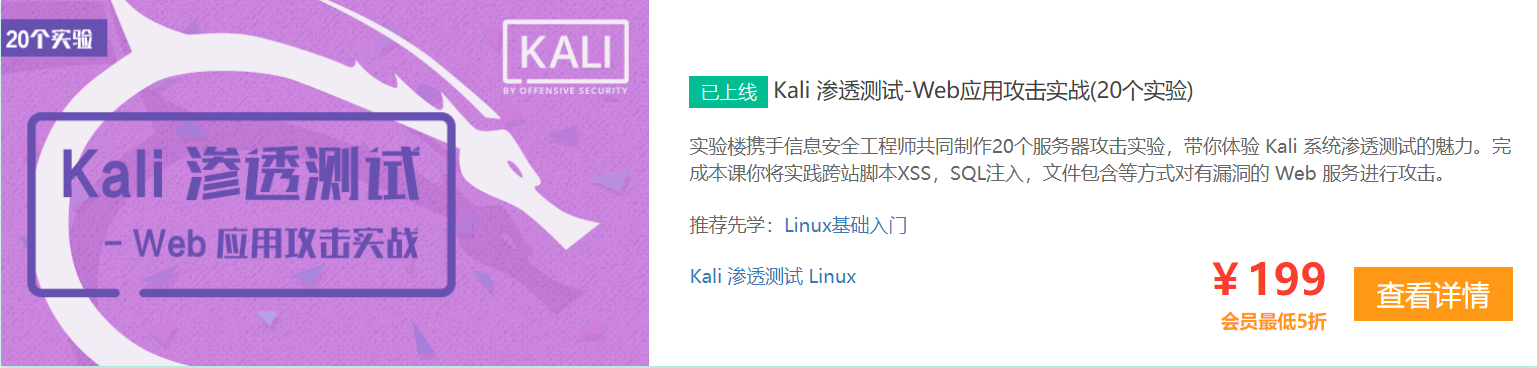 20个实验
KALI
BY OFFENSIVE SECURITY
Kali 渗透测试
- Web 应用攻击实战
已上线 Kali 渗透测试-Web应用攻击实战(20个实验)
实验楼携手信息安全工程师共同制作20个服务器攻击实验，带你体验 Kali 系统渗透测试的魅力。完
成本课你将实践跨站脚本XSS，SQL注入，文件包含等方式对有漏洞的 Web 服务进行攻击。
推荐先学：Linux基础入门
Kali 渗透测试 Linux
￥199
会员最低5折
查看详情